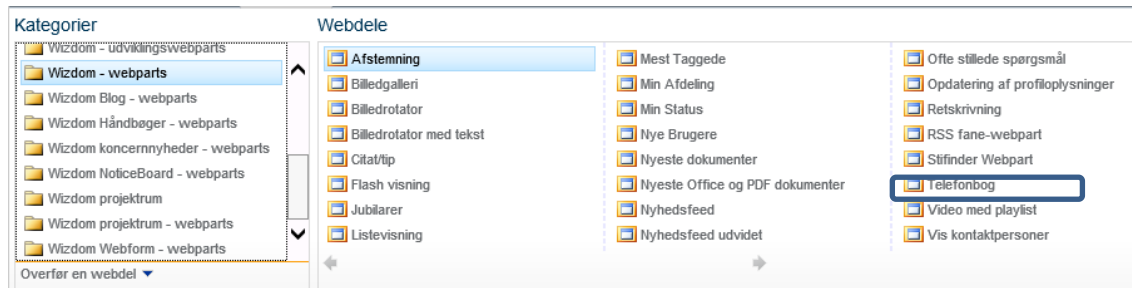 Kategorier
Wizdom - udviklingswebparts
Wizdom - webparts
Wizdom Blog - webparts
Wizdom Håndbøger - webparts
Wizdom koncernnyheder - webparts
Wizdom NoticeBoard - webparts
Wizdom projektrum
Wizdom projektrum - webparts
Wizdom Webform - webparts
Overfør en webdel
Webdele
Afstemning
Billedgalleri
Billedrotator
Billedrotator med tekst
Citat/tip
Flash visning
Jubilarer
Listevisning
Mest Taggede
Min Afdeling
Min Status
Nye Brugere
Nyeste dokumenter
Nyeste Office og PDF dokumenter
Nyhedsfeed
Nyhedsfeed udvidet
Ofte stillede spørgsmål
Opdatering af profiloplysninger
Retskrivning
RSS fane-webpart
Stifinder Webpart
Telefonbog
Video med playlist
Vis kontaktpersoner